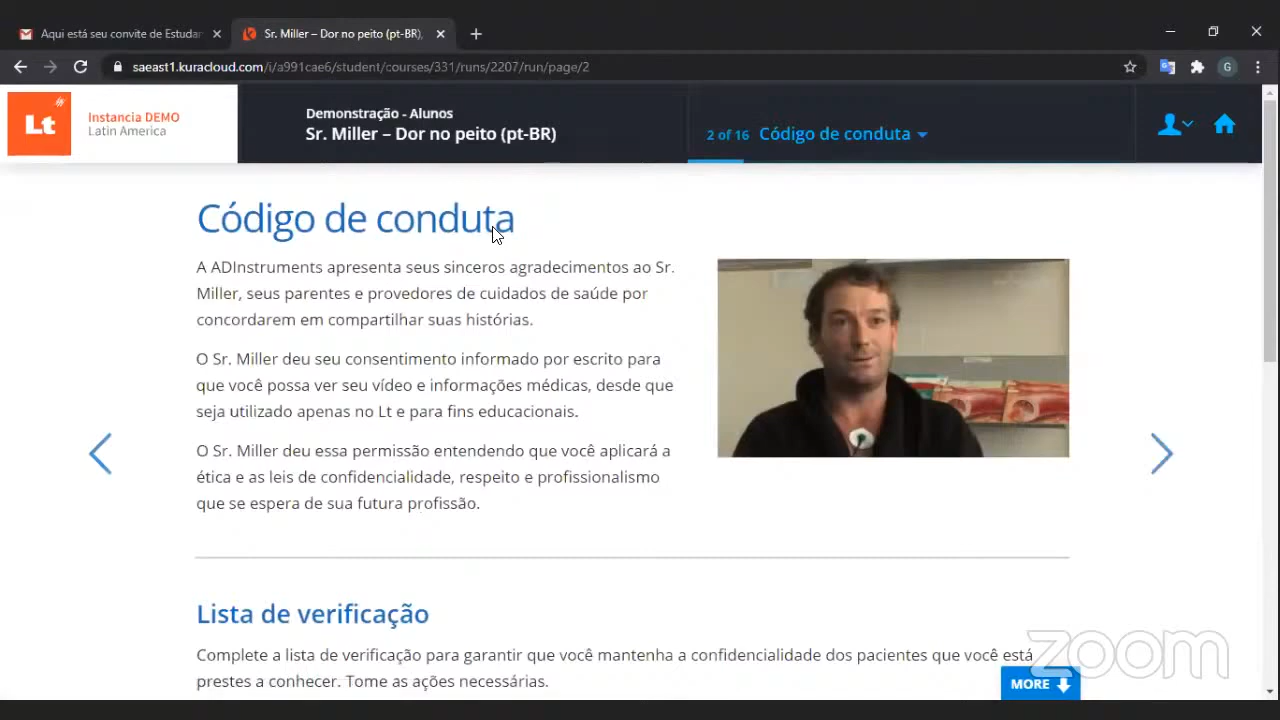 Aqui está seu convite de Estudan
Sr. Miller – Dor no peito (pt-BR),
saeast1.kuracloud.com/i/a991cae6/student/courses/331/runs/2207/run/page/2
G
Lt
Instancia DEMO
Latin America
Demonstração - Alunos
Sr. Miller – Dor no peito (pt-BR)
2 of 16 Código de conduta
Código de conduta
A ADInstruments apresenta seus sinceros agradecimentos ao Sr.
Miller, seus parentes e provedores de cuidados de saúde por
concordarem em compartilhar suas histórias.
O Sr. Miller deu seu consentimento informado por escrito para
que você possa ver seu vídeo e informações médicas, desde que
seja utilizado apenas no Lt e para fins educacionais.
O Sr. Miller deu essa permissão entendendo que você aplicará a
ética e as leis de confidencialidade, respeito e profissionalismo
que se espera de sua futura profissão.
Lista de verificação
Complete a lista de verificação para garantir que você mantenha a confidencialidade dos pacientes que você está
prestes a conhecer. Tome as ações necessárias.
MORE
zoom